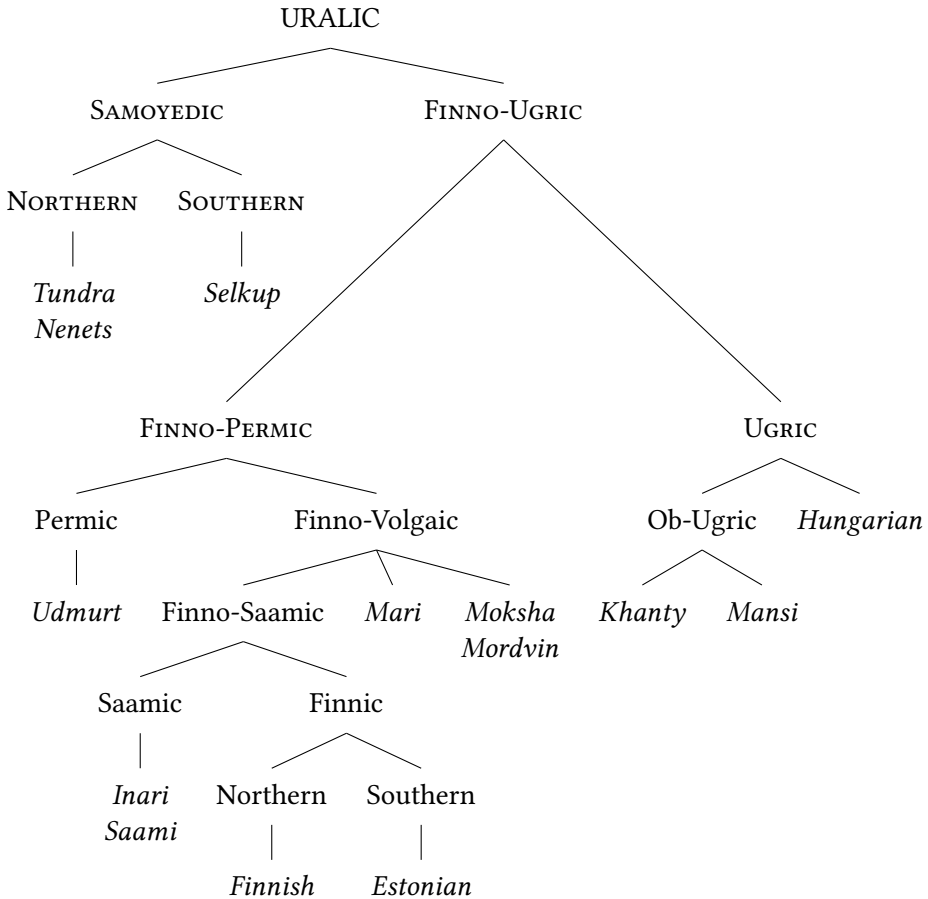 URALIC
SAMOYEDIC FINNO-UGRIC
NORTHERN SOUTHERN
Tundra Selkup
Nenets
FINNO-PERMIC UGRIC
Permic Finno-Volgaic Ob-Ugric Hungarian
Udmurt Finno-Saamic Mari Moksha Khanty Mansi
Mordvin
Saamic Finnic
Inari Northern Southern
Saami
Finnish Estonian